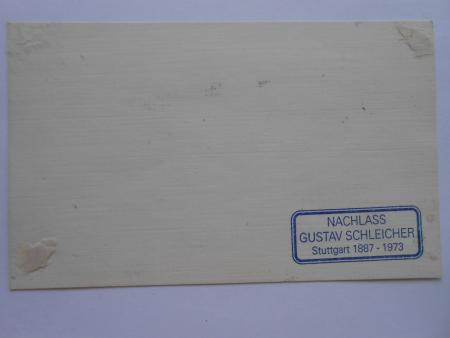 NACHLASS
GUSTAV SCHLEICHER
Stuttgart 1887 - 1973